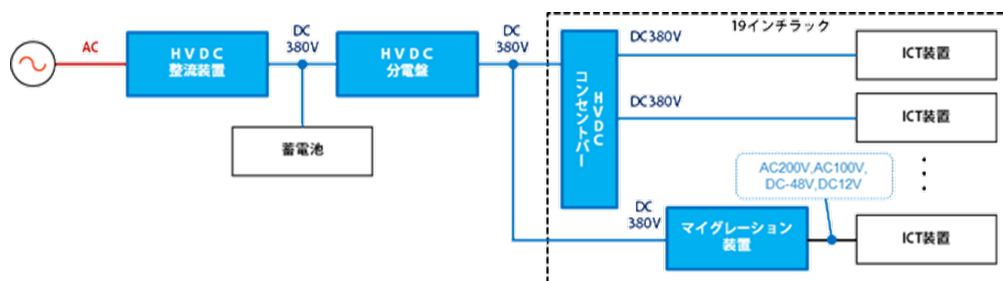 19インチラック
AC
HVDC
整流装置
DC
380V
HVDC
分電盤
DC
380V
蓄電池
HVDC
コンセントバー
DC380V
ICT装置
DC380V
ICT装置
AC200V,AC100V,
DC-48V,DC12V
DC
380V
マイグレーション
装置
ICT装置